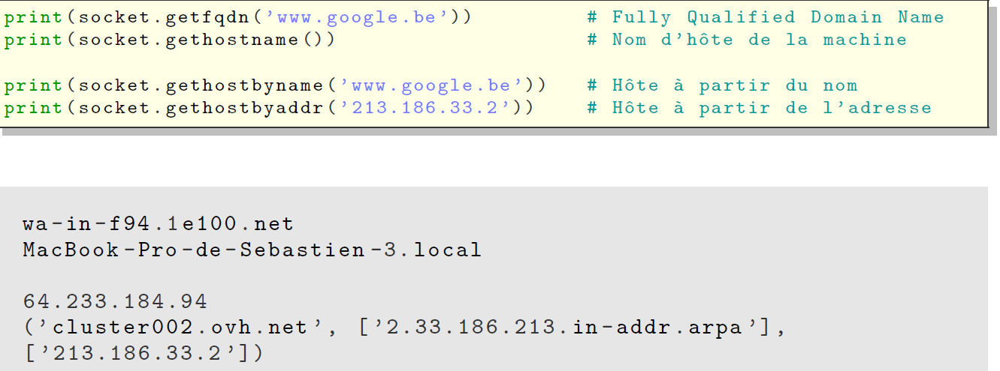 print(socket.getfqdn('www.google.be')) # Fully Qualified Domain Name
print(socket.gethostname()) # Nom d'hôte de la machine
print(socket.gethostbyname('www.google.be')) # Hôte à partir du nom
print(socket.gethostbyaddr('213.186.33.2')) # Hôte à partir de l'adresse
wa-in-f94.1e100.net
MacBook-Pro-de-Sebastien-3.local
64.233.184.94
('cluster002.ovh.net', ['2.33.186.213.in-addr.arpa'],
['213.186.33.2'])